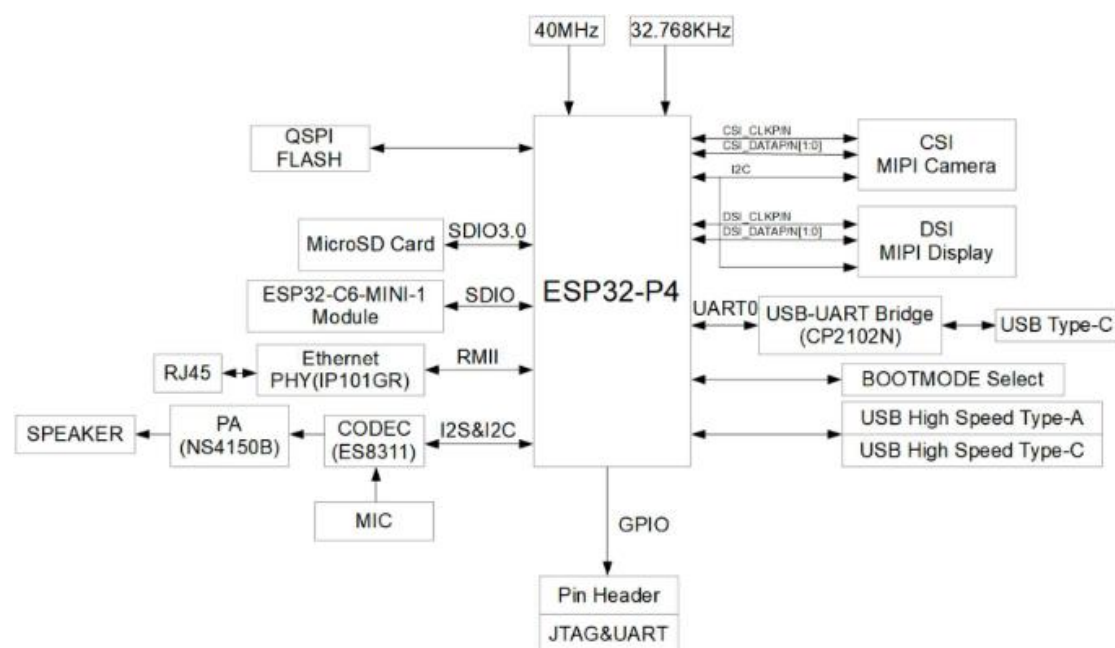 40MHz
32.768KHz
QSPI
FLASH
MicroSD Card
SDIO3.0
ESP32-C6-MINI-1
Module
SDIO
RJ45
Ethernet
PHY(IP101GR)
RMII
SPEAKER
PA
(NS4150B)
CODEC
(ES8311)
I2S&I2C
MIC
ESP32-P4
CSI_CLKP/N
CSI_DATAP/N[1:0]
I2C
CSI
MIPI Camera
DSI_CLKP/N
DSI_DATAP/N[1:0]
DSI
MIPI Display
UART0
USB-UART Bridge
(CP2102N)
USB Type-C
BOOTMODE Select
USB High Speed Type-A
USB High Speed Type-C
GPIO
Pin Header
JTAG&UART